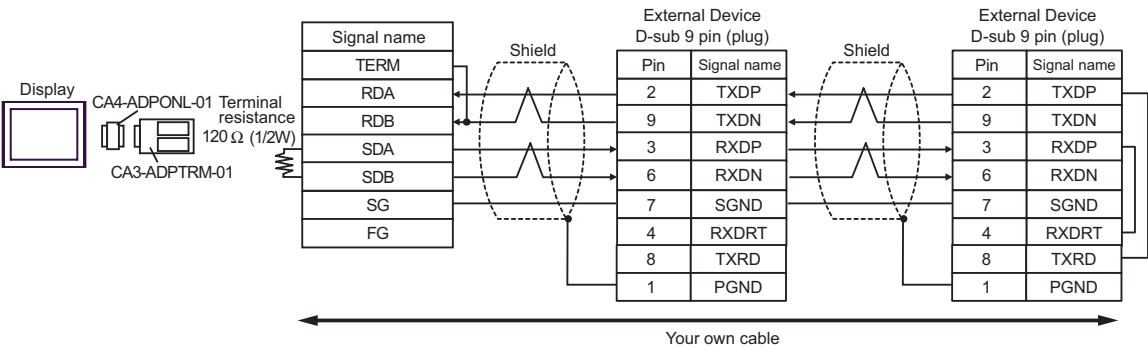 Display
CA4-ADPONL-01
CA3-ADPTRM-01
Terminal
resistance
120 Ω (1/2W)
Signal name
TERM
RDA
RDB
SDA
SDB
SG
FG
Shield
External Device
D-sub 9 pin (plug)
Pin Signal name
2 TXDP
9 TXDN
3 RXDP
6 RXDN
7 SGND
4 RXDRT
8 TXRD
1 PGND
Shield
External Device
D-sub 9 pin (plug)
Pin Signal name
2 TXDP
9 TXDN
3 RXDP
6 RXDN
7 SGND
4 RXDRT
8 TXRD
1 PGND
Your own cable